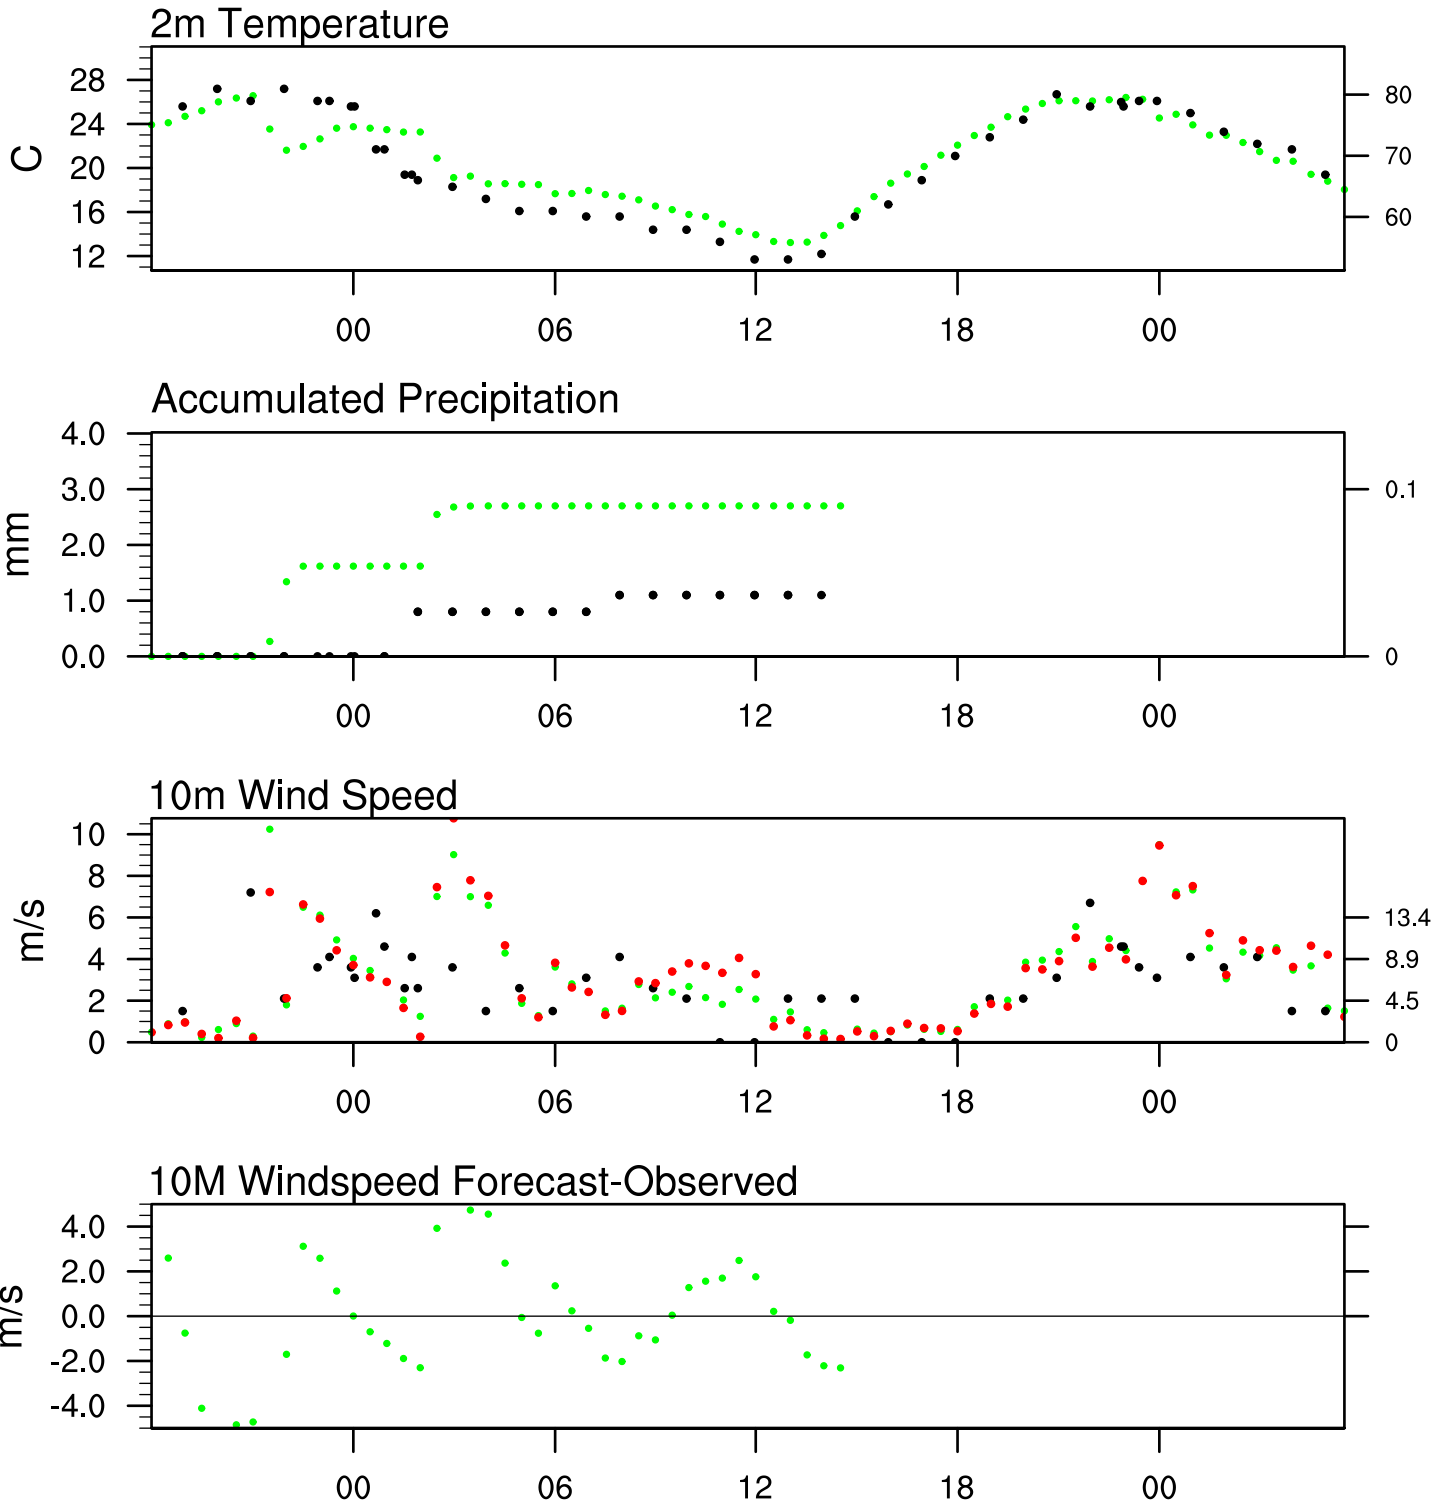 2m Temperature
28
24
20
16
12
C
80
70
60
00 06 12 18 00
Accumulated Precipitation
4.0
3.0
2.0
1.0
0.0
mm
0.1
0
00 06 12 18 00
10m Wind Speed
10
8
6
4
2
0
m/s
13.4
8.9
4.5
0
00 06 12 18 00
10M Windspeed Forecast-Observed
4.0
2.0
0.0
-2.0
-4.0
m/s
00 06 12 18 00